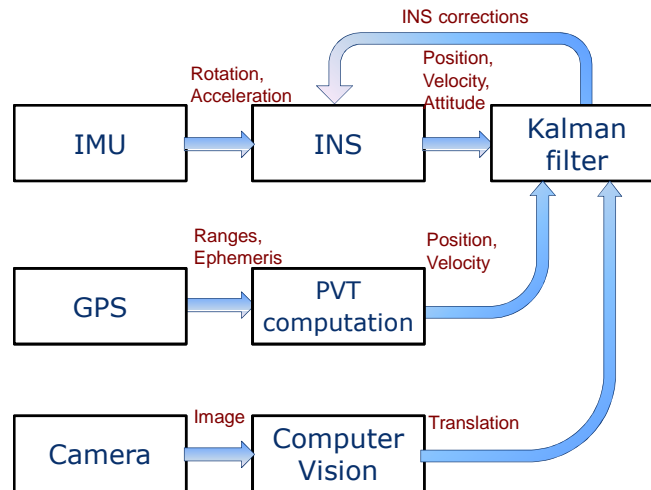 INS corrections
Rotation,
Acceleration
Position,
Velocity,
Attitude
IMU
INS
Kalman
filter
Ranges,
Ephemeris
Position,
Velocity
GPS
PVT
computation
Image
Translation
Camera
Computer
Vision